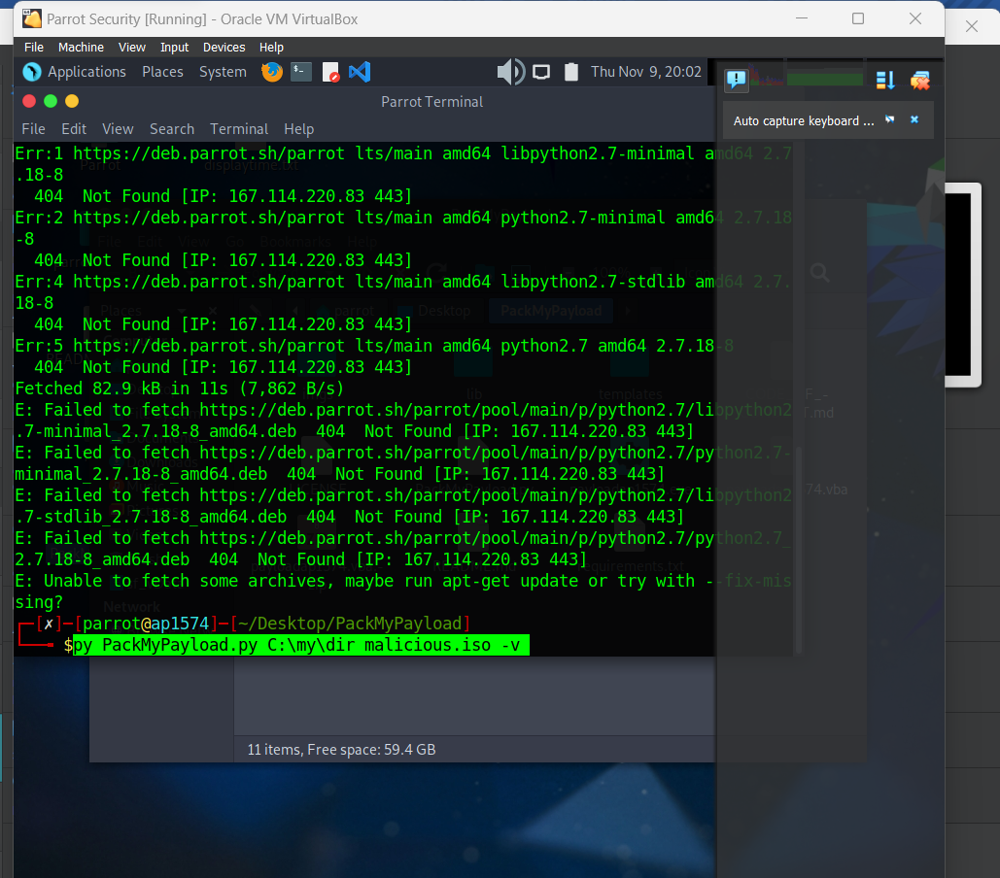 Parrot Security [Running] - Oracle VM VirtualBox
File Machine View Input Devices Help
Applications Places System Thu Nov 9, 20:02
Auto capture keyboard ...
Parrot Terminal
File Edit View Search Terminal Help
Err:1 https://deb.parrot.sh/parrot lts/main amd64 libpython2.7-minimal amd64 2.7
.18-8
404 Not Found [IP: 167.114.220.83 443]
Err:2 https://deb.parrot.sh/parrot lts/main amd64 python2.7-minimal amd64 2.7.18
-8
404 Not Found [IP: 167.114.220.83 443]
Err:4 https://deb.parrot.sh/parrot lts/main amd64 libpython2.7-stdlib amd64 2.7.
18-8
404 Not Found [IP: 167.114.220.83 443]
Err:5 https://deb.parrot.sh/parrot lts/main amd64 python2.7 amd64 2.7.18-8
404 Not Found [IP: 167.114.220.83 443]
Fetched 82.9 kB in 11s (7,862 B/s)
E: Failed to fetch https://deb.parrot.sh/parrot/pool/main/p/python2.7/libpython2
.7-minimal_2.7.18-8_amd64.deb 404 Not Found [IP: 167.114.220.83 443]
E: Failed to fetch https://deb.parrot.sh/parrot/pool/main/p/python2.7/python2.7-
minimal_2.7.18-8_amd64.deb 404 Not Found [IP: 167.114.220.83 443]
E: Failed to fetch https://deb.parrot.sh/parrot/pool/main/p/python2.7/libpython2
.7-stdlib_2.7.18-8_amd64.deb 404 Not Found [IP: 167.114.220.83 443]
E: Failed to fetch https://deb.parrot.sh/parrot/pool/main/p/python2.7/python2.7_
2.7.18-8_amd64.deb 404 Not Found [IP: 167.114.220.83 443]
E: Unable to fetch some archives, maybe run apt-get update or try with --fix-mis
sing?
[✗]─[parrot@ap1574]─[~/Desktop/PackMyPayload]
$py PackMyPayload.py C:\my\dir malicious.iso -v
displaytime.txt
Places
parrot
Desktop
PackMyPayload
lib
templates
.md
74.vba
requirements.txt
Network
11 items, Free space: 59.4 GB